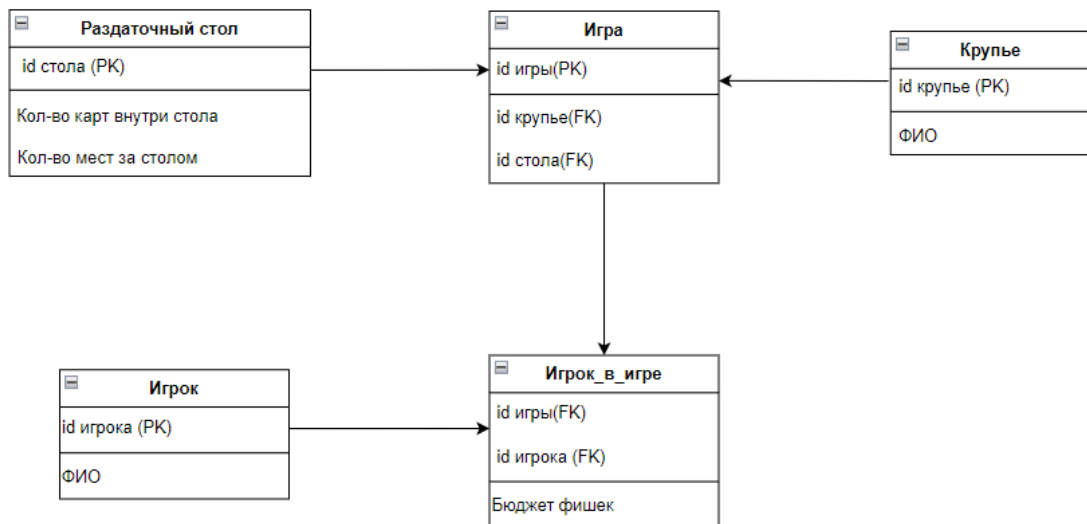 Раздаточный стол
id стола (PK)
Кол-во карт внутри стола
Кол-во мест за столом
Игра
id игры(PK)
id крупье(FK)
id стола(FK)
Крупье
id крупье (PK)
ФИО
Игрок
id игрока (PK)
ФИО
Игрок_в_игре
id игры(FK)
id игрока (FK)
Бюджет фишек